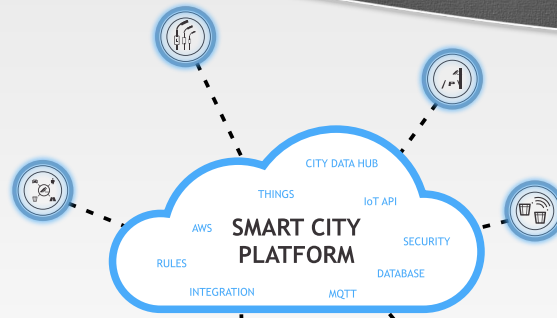 CITY DATA HUB
THINGS
IoT API
AWS
SMART CITY
PLATFORM
SECURITY
RULES
DATABASE
INTEGRATION
MQTT